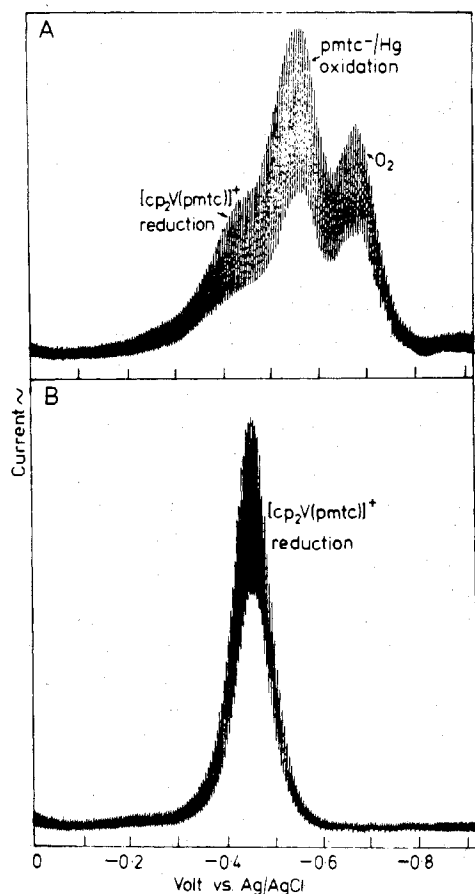 A
pmtc⁻/Hg
oxidation
O₂
[cp₂V(pmtc)]⁺
reduction
B
[cp₂V(pmtc)]⁺
reduction
Current ~
0 -0.2 -0.4 -0.6 -0.8
Volt vs. Ag/AgCl